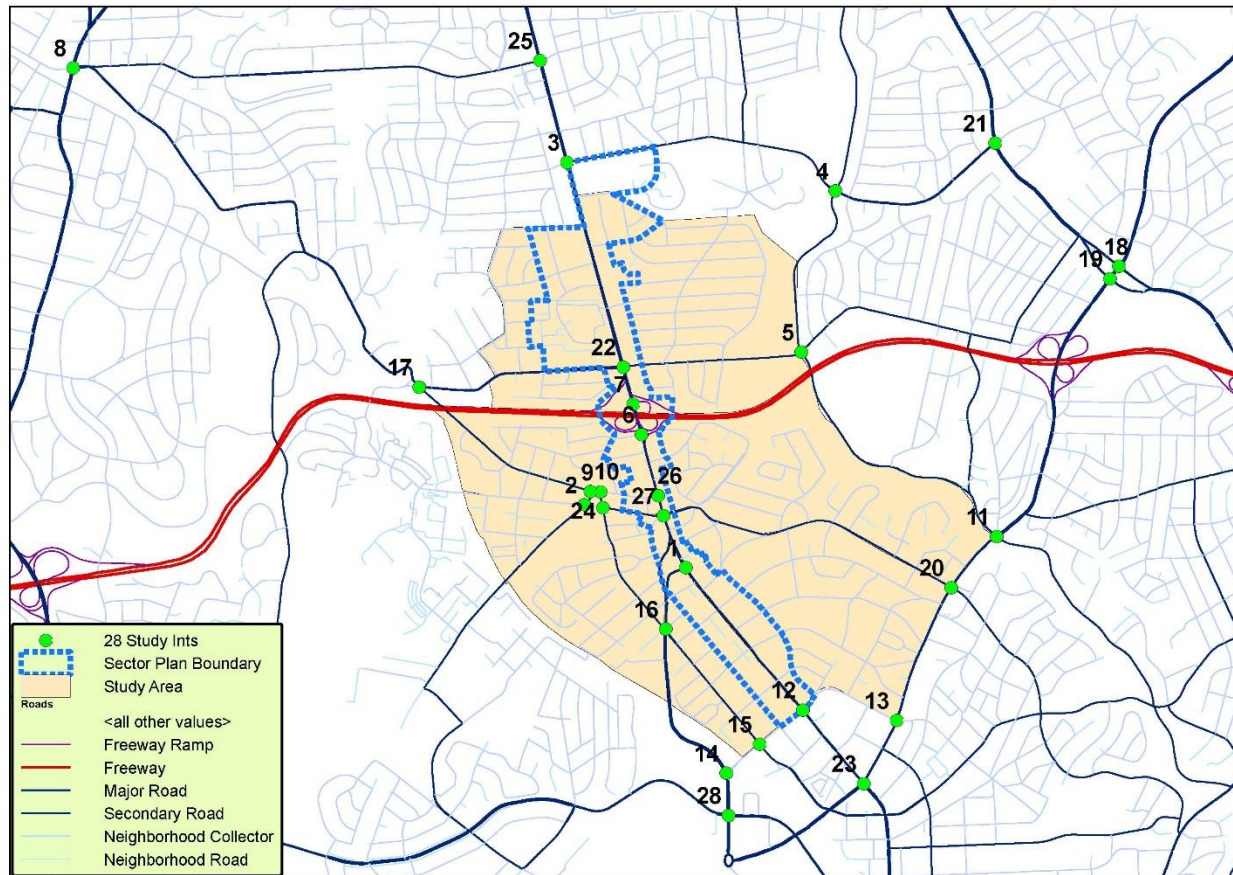 8
25
3
21
4
18
19
5
22
17
7
6
26
910
2
27
24
11
1
20
16
12
13
15
14
23
28
28 Study Ints
Sector Plan Boundary
Study Area
Roads
<all other values>
Freeway Ramp
Freeway
Major Road
Secondary Road
Neighborhood Collector
Neighborhood Road